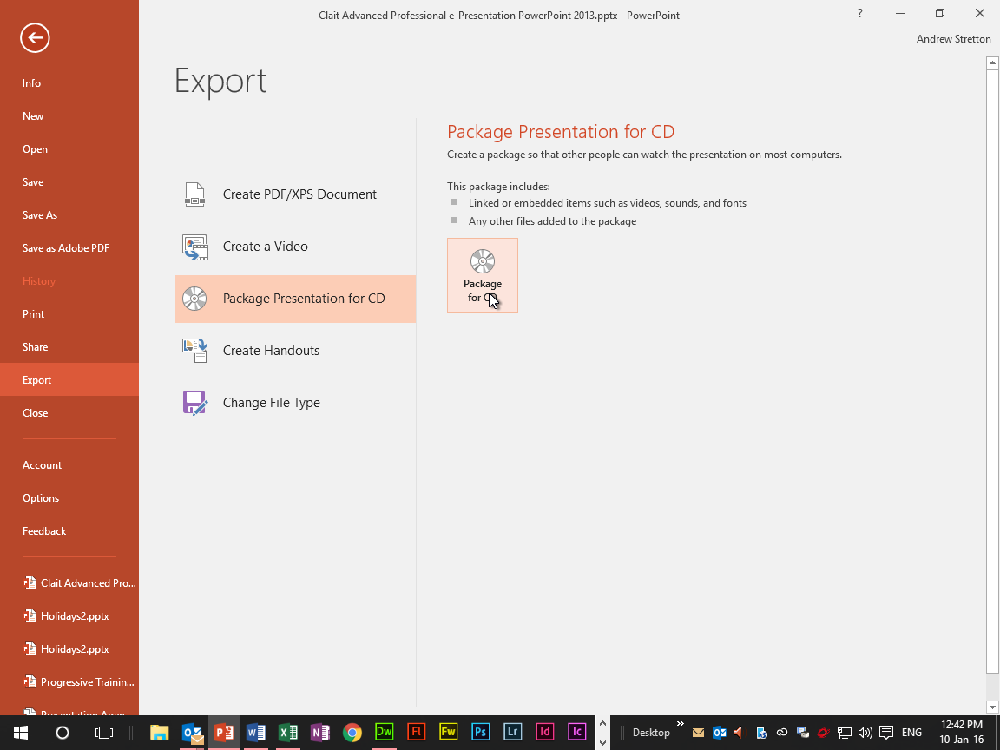 Clait Advanced Professional e-Presentation PowerPoint 2013.pptx - PowerPoint
?
Andrew Stretton
Info
New
Open
Save
Save As
Save as Adobe PDF
History
Print
Share
Export
Close
Account
Options
Feedback
Clait Advanced Pro...
Holidays2.pptx
Holidays2.pptx
Progressive Trainin...
Export
Create PDF/XPS Document
Create a Video
Package Presentation for CD
Create Handouts
Change File Type
Package Presentation for CD
Create a package so that other people can watch the presentation on most computers.
This package includes:
Linked or embedded items such as videos, sounds, and fonts
Any other files added to the package
Package
for CD
Dw
Fl
Fw
Ps
Lr
Id
Ic
Desktop
ENG
12:42 PM
10-Jan-16